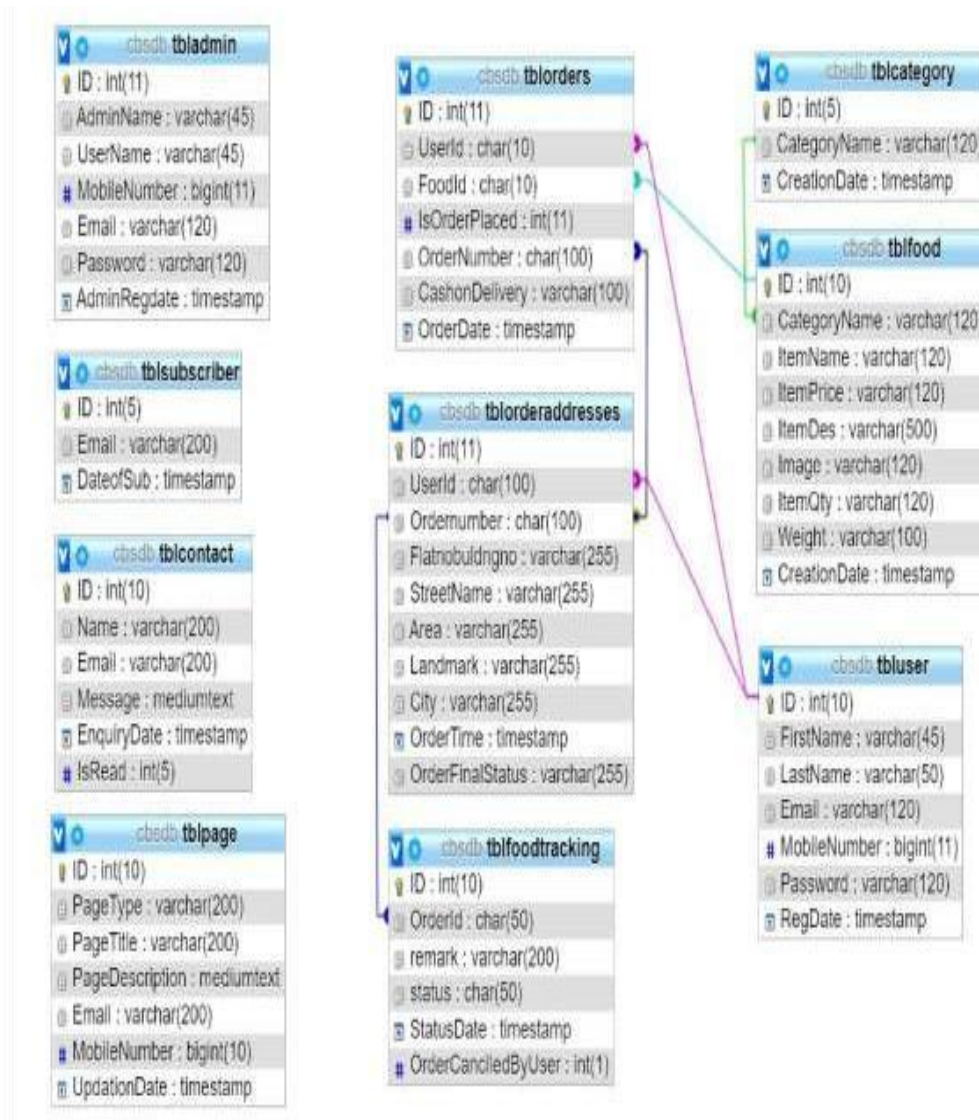 cbsdb tbladmin
ID : int(11)
AdminName : varchar(45)
UserName : varchar(45)
MobileNumber : bigint(11)
Email : varchar(120)
Password : varchar(120)
AdminRegdate : timestamp
cbsdb tblsubscriber
ID : int(5)
Email : varchar(200)
DateofSub : timestamp
cbsdb tblcontact
ID : int(10)
Name : varchar(200)
Email : varchar(200)
Message : mediumtext
EnquiryDate : timestamp
IsRead : int(5)
cbsdb tblpage
ID : int(10)
PageType : varchar(200)
PageTitle : varchar(200)
PageDescription : mediumtext
Email : varchar(200)
MobileNumber : bigint(10)
UpdationDate : timestamp
cbsdb tblorders
ID : int(11)
UserId : char(10)
FoodId : char(10)
IsOrderPlaced : int(11)
OrderNumber : char(100)
CashonDelivery : varchar(100)
OrderDate : timestamp
cbsdb tblorderaddresses
ID : int(11)
UserId : char(100)
Ordernumber : char(100)
Flatnobuldngno : varchar(255)
StreetName : varchar(255)
Area : varchar(255)
Landmark : varchar(255)
City : varchar(255)
OrderTime : timestamp
OrderFinalStatus : varchar(255)
cbsdb tblfoodtracking
ID : int(10)
OrderId : char(50)
remark : varchar(200)
status : char(50)
StatusDate : timestamp
OrderCanclledByUser : int(1)
cbsdb tblcategory
ID : int(5)
CategoryName : varchar(120
CreationDate : timestamp
cbsdb tblfood
ID : int(10)
CategoryName : varchar(120
ItemName : varchar(120)
ItemPrice : varchar(120)
ItemDes : varchar(500)
Image : varchar(120)
ItemQty : varchar(120)
Weight : varchar(100)
CreationDate : timestamp
cbsdb tbluser
ID : int(10)
FirstName : varchar(45)
LastName : varchar(50)
Email : varchar(120)
MobileNumber : bigint(11)
Password : varchar(120)
RegDate : timestamp